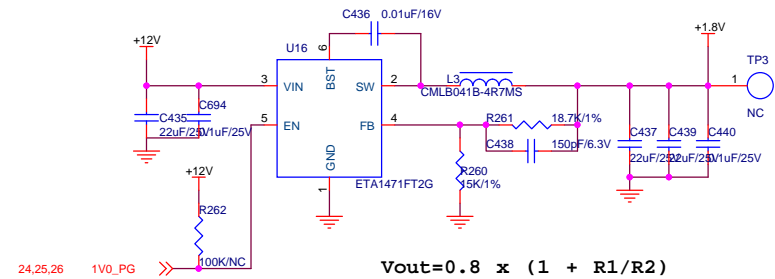 C436 0.01uF/16V
+12V +1.8V
U16
6
BST
L3 TP3
3 VIN SW 2 1
CMLB041B-4R7MS
C694
C435 5 EN FB 4 R261 18.7K/1% NC
22uF/25V 0.1uF/25V C438 150pF/6.3V C437 C439 C440
GND 22uF/25V 22uF/25V 0.1uF/25V
+12V R260
1 ETA1471FT2G 15K/1%
R262
100K/NC
24,25,26 1V0_PG Vout=0.8 x (1 + R1/R2)